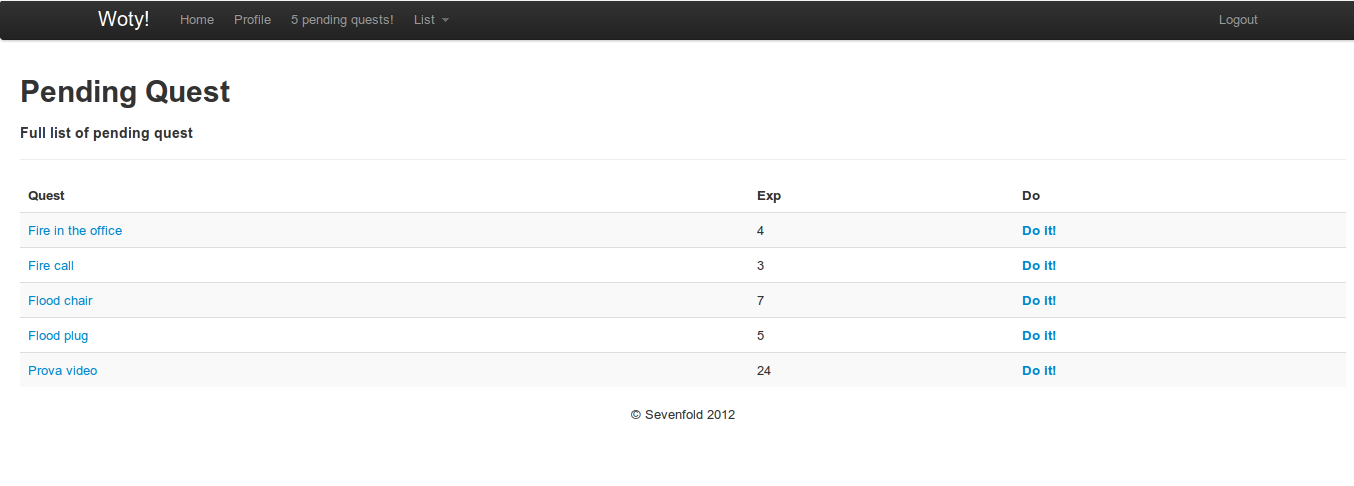 Woty! Home Profile 5 pending quests! List Logout
Pending Quest
Full list of pending quest
Quest Exp Do
Fire in the office 4 Do it!
Fire call 3 Do it!
Flood chair 7 Do it!
Flood plug 5 Do it!
Prova video 24 Do it!
© Sevenfold 2012